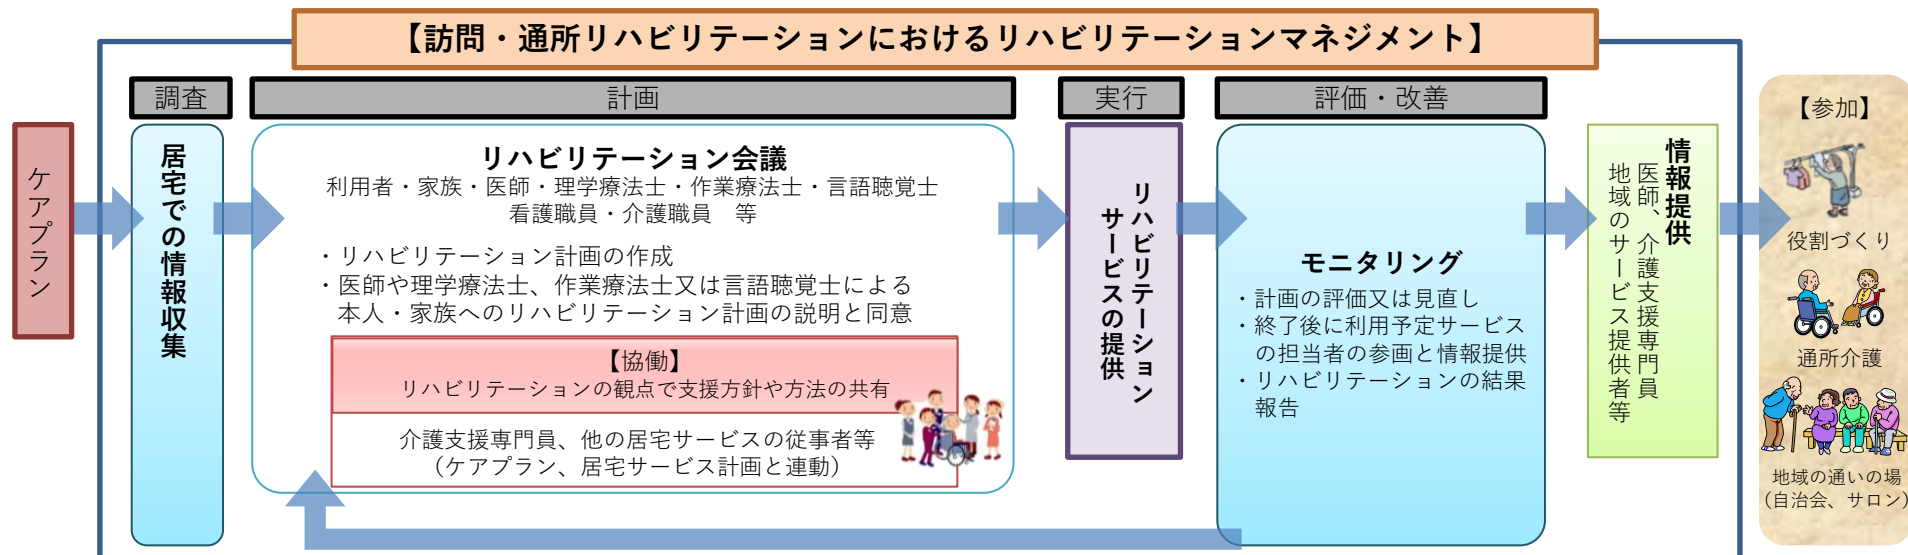 【訪問・通所リハビリテーションにおけるリハビリテーションマネジメント】
ケアプラン
調査
居宅での情報収集
計画
リハビリテーション会議
利用者・家族・医師・理学療法士・作業療法士・言語聴覚士
看護職員・介護職員　等
・リハビリテーション計画の作成
・医師や理学療法士、作業療法士又は言語聴覚士による
本人・家族へのリハビリテーション計画の説明と同意
【協働】
リハビリテーションの観点で支援方針や方法の共有
介護支援専門員、他の居宅サービスの従事者等
（ケアプラン、居宅サービス計画と連動）
実行
リハビリテーション
サービスの提供
評価・改善
モニタリング
・計画の評価又は見直し
・終了後に利用予定サービス
の担当者の参画と情報提供
・リハビリテーションの結果
報告
情報提供
医師、介護支援専門員
地域のサービス提供者等
【参加】
役割づくり
通所介護
地域の通いの場
（自治会、サロン）